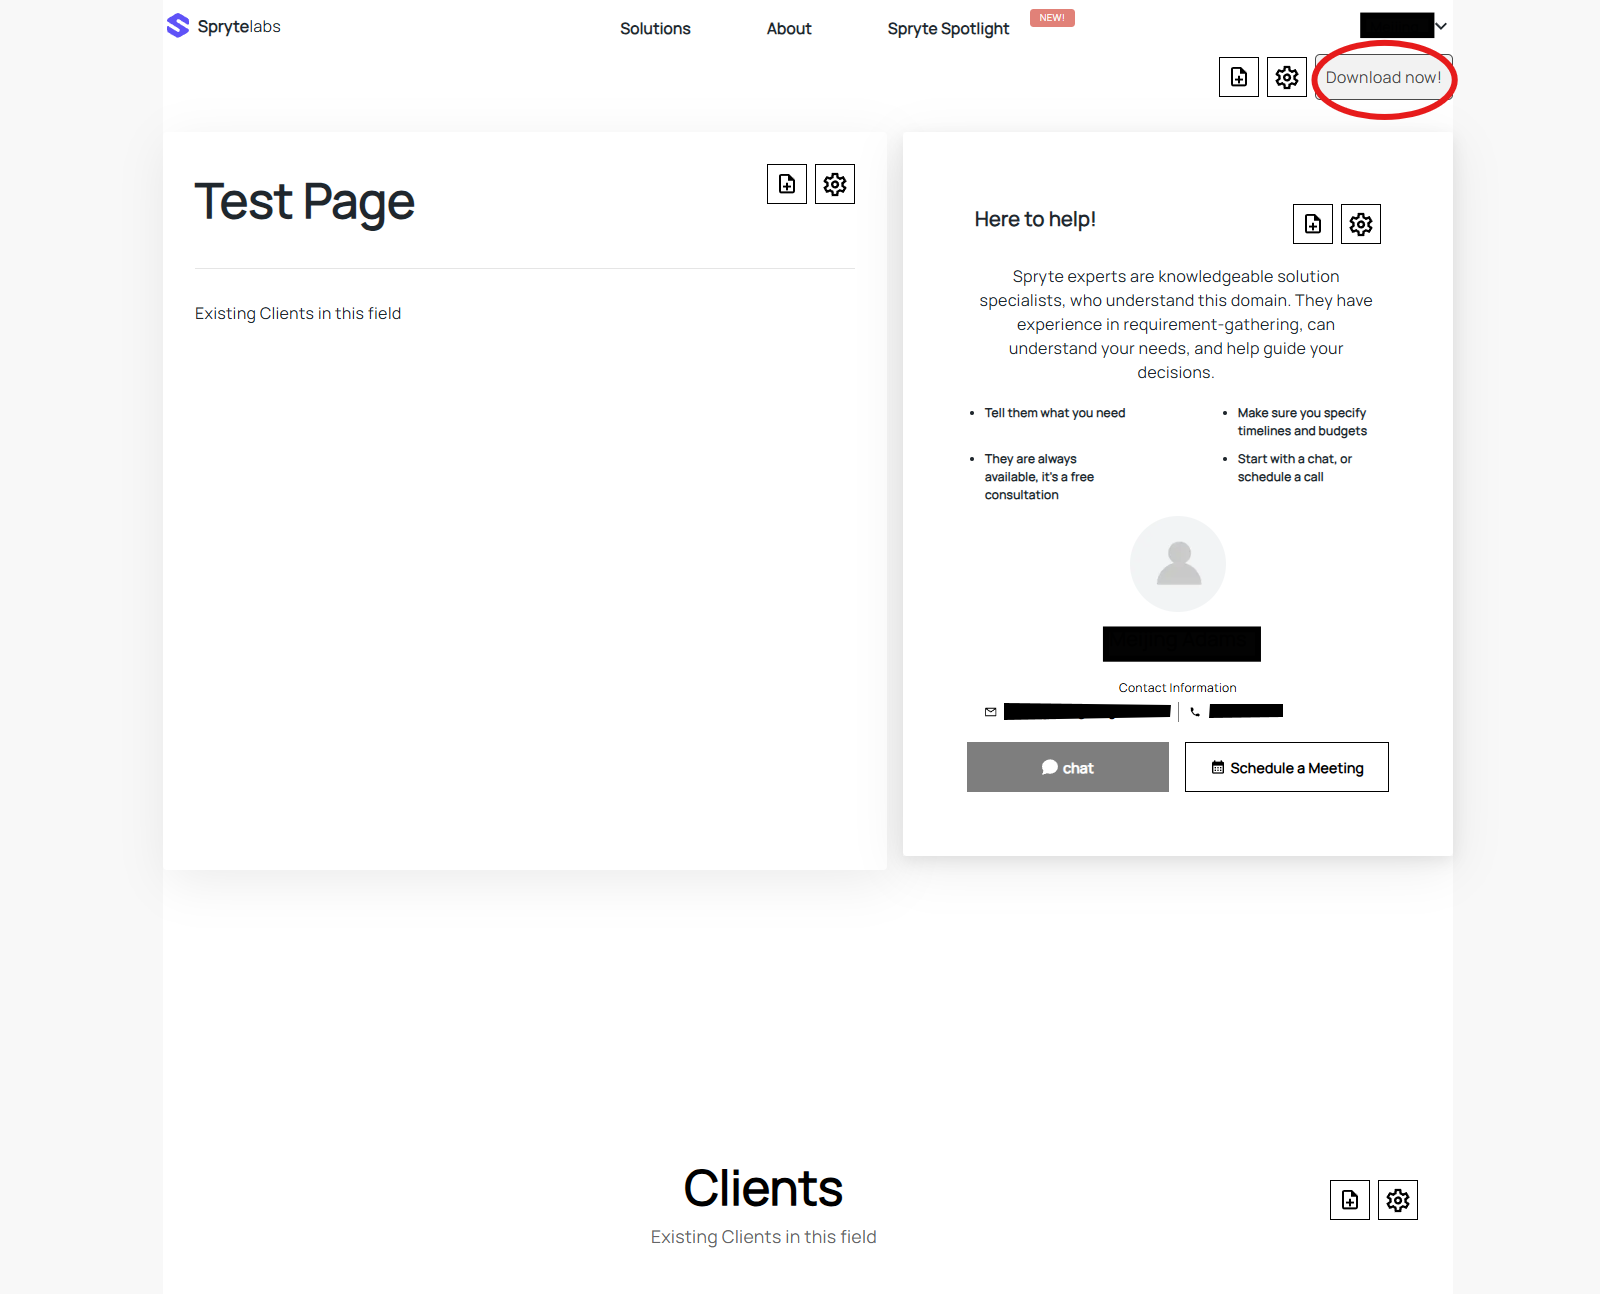 Sprytelabs
Solutions
About
Spryte Spotlight
NEW!
Download now!
Test Page
Existing Clients in this field
Here to help!
Spryte experts are knowledgeable solution
specialists, who understand this domain. They have
experience in requirement-gathering, can
understand your needs, and help guide your
decisions.
Tell them what you need
Make sure you specify
timelines and budgets
They are always
available, it's a free
consultation
Start with a chat, or
schedule a call
Contact Information
chat
Schedule a Meeting
Clients
Existing Clients in this field